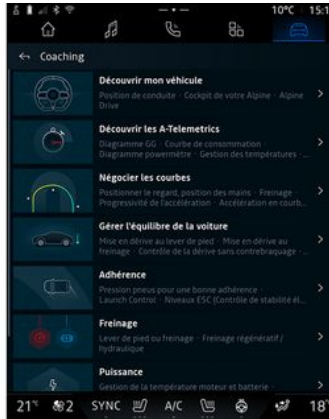 10°C 15:1
Coaching
Découvrir mon véhicule
Position de conduite · Cockpit de votre Alpine · Alpine
Drive
Découvrir les A-Telemetrics
Diagramme GG · Courbe de consommation
Diagramme powermètre · Gestion des températures · ...
Négocier les courbes
Positionner le regard, position des mains · Freinage ·
Progressivité de l'accélération · Accélération en courb...
Gérer l'équilibre de la voiture
Mise en dérive au lever de pied · Mise en dérive au
freinage · Contrôle de la dérive sans contrebraquage · ...
Adhérence
Pression pneus pour une bonne adhérence ·
Launch Control · Niveaux ESC (Contrôle de stabilité él...
Freinage
Lever de pied ou freinage · Freinage régénératif /
hydraulique
Puissance
Gestion de la température moteur et batterie ·
21° 2 SYNC A/C 18°